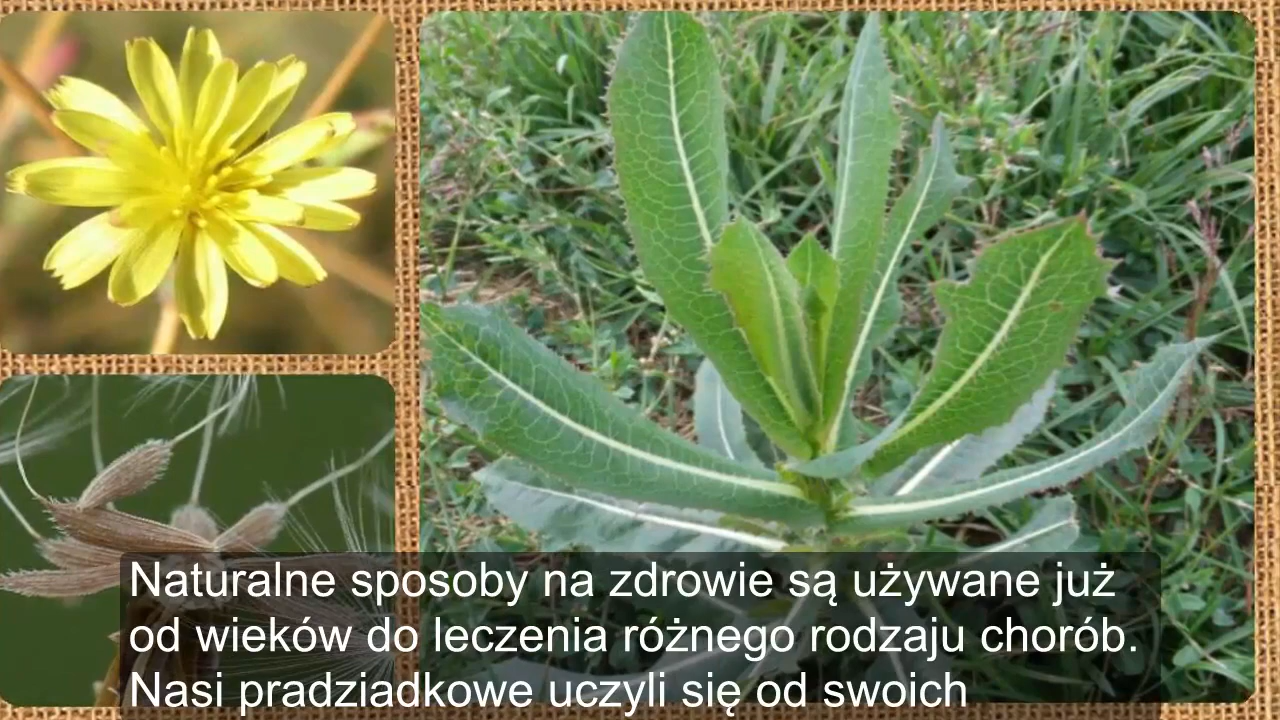 Naturalne sposoby na zdrowie są używane już
od wieków do leczenia różnego rodzaju chorób.
Nasi pradziadkowe uczyli się od swoich